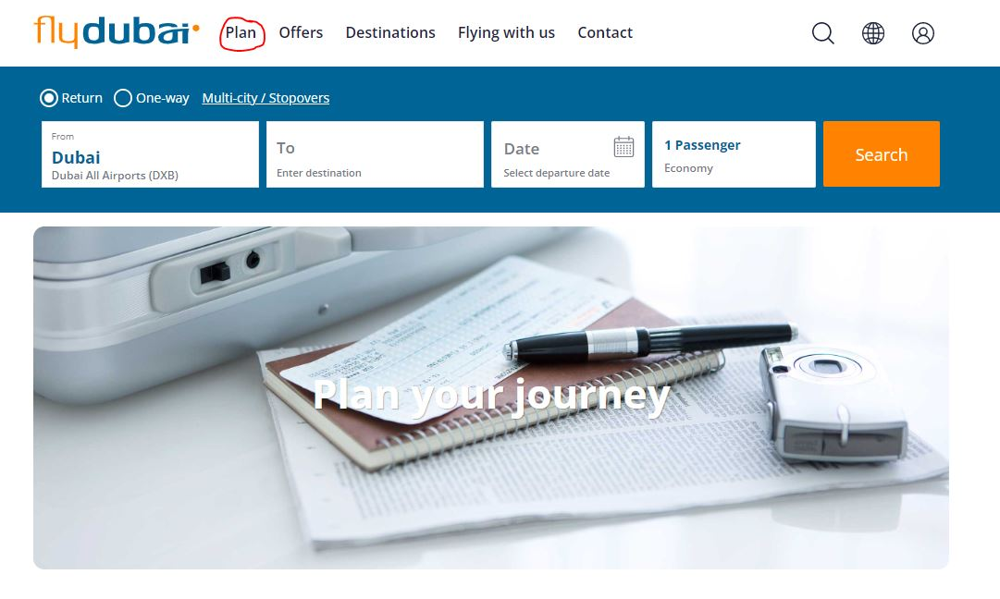 flydubai
Plan Offers Destinations Flying with us Contact
Return One-way Multi-city / Stopovers
From
Dubai
Dubai All Airports (DXB)
To
Enter destination
Date
Select departure date
1 Passenger
Economy
Search
Plan your journey